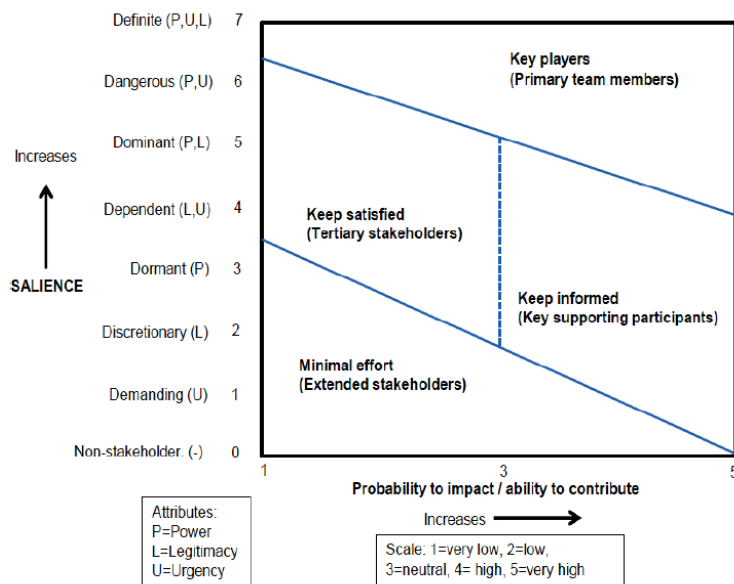 Definite (P,U,L) 7
Key players
(Primary team members)
Dangerous (P,U) 6
Increases
Dominant (P,L) 5
Dependent (L,U) 4
Keep satisfied
(Tertiary stakeholders)
SALIENCE
Dormant (P) 3
Keep informed
(Key supporting participants)
Discretionary (L) 2
Minimal effort
(Extended stakeholders)
Demanding (U) 1
Non-stakeholder. (-) 0
1 3 5
Probability to impact / ability to contribute
Increases
Attributes:
P=Power
L=Legitimacy
U=Urgency
Scale: 1=very low, 2=low,
3=neutral, 4= high, 5=very high